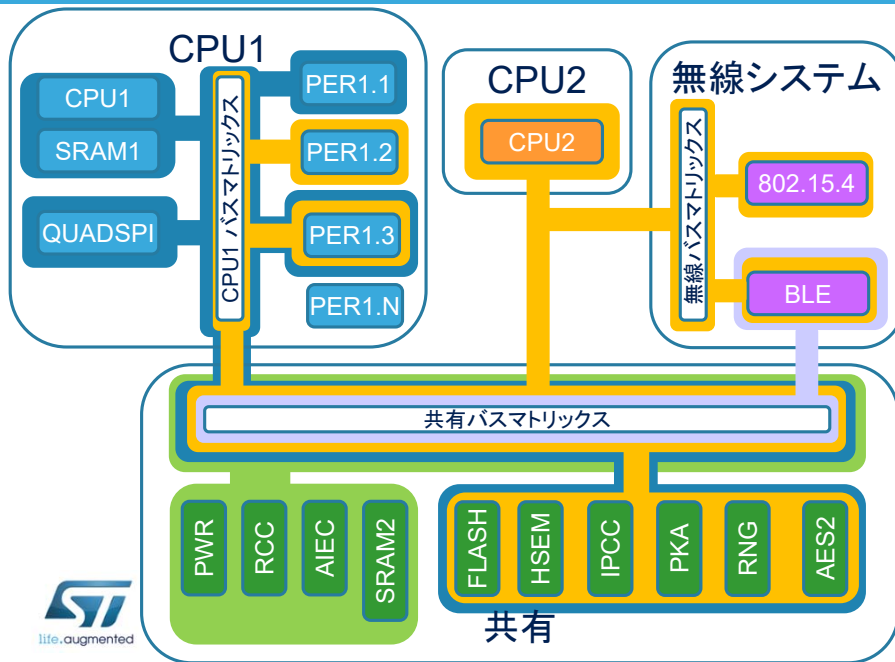 CPU1
CPU1
SRAM1
QUADSPI
CPU1 バスマトリックス
PER1.1
PER1.2
PER1.3
PER1.N
CPU2
CPU2
無線システム
無線バスマトリックス
802.15.4
BLE
共有バスマトリックス
PWR
RCC
AIEC
SRAM2
FLASH
HSEM
IPCC
PKA
RNG
AES2
共有
ST
life.augmented